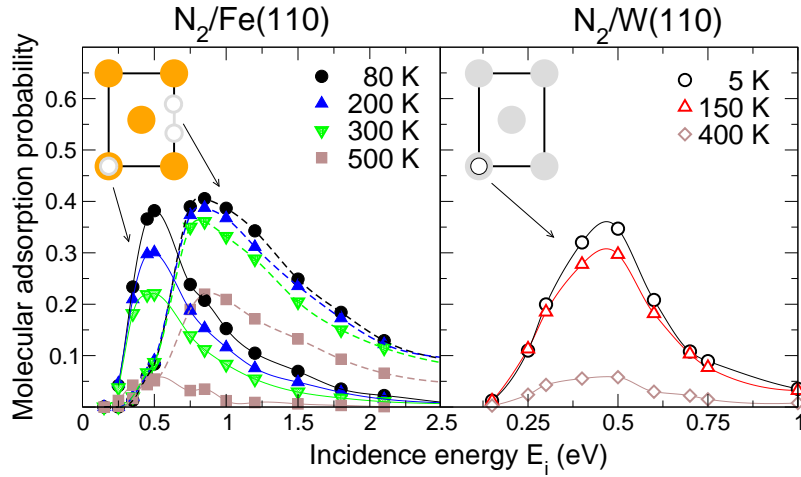 N2/Fe(110)
N2/W(110)
Molecular adsorption probability
0.6
0.5
0.4
0.3
0.2
0.1
80 K
200 K
300 K
500 K
5 K
150 K
400 K
0 0.5 1 1.5 2 2.5
0.25 0.5 0.75 1
Incidence energy Ei (eV)